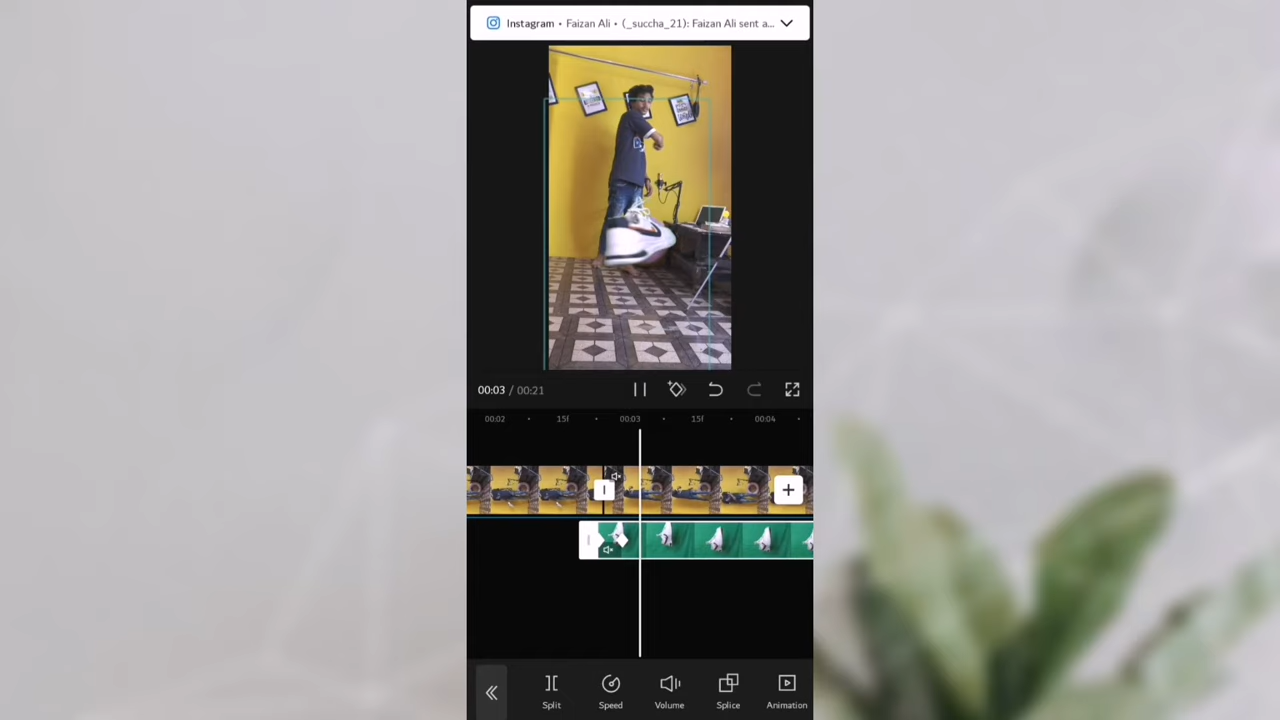 Instagram • Faizan Ali • (_succha_21): Faizan Ali sent a...
00:03 / 00:21
00:02 15f 00:03 15f 00:04
Split Speed Volume Splice Animation